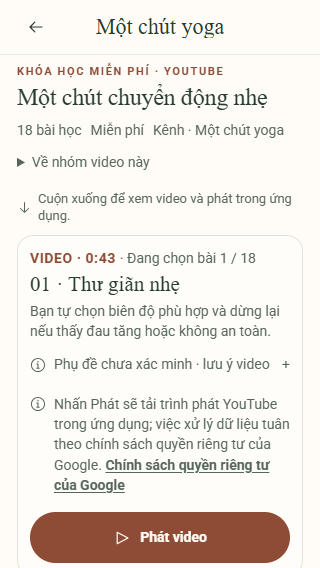 Một chút yoga
KHÓA HỌC MIỄN PHÍ · YOUTUBE
Một chút chuyển động nhẹ
18 bài học Miễn phí Kênh · Một chút yoga
Về nhóm video này
Cuộn xuống để xem video và phát trong ứng
dụng.
VIDEO · 0:43 · Đang chọn bài 1 / 18
01 · Thư giãn nhẹ
Bạn tự chọn biên độ phù hợp và dừng lại
nếu thấy đau tăng hoặc không an toàn.
Phụ đề chưa xác minh · lưu ý video +
Nhấn Phát sẽ tải trình phát YouTube
trong ứng dụng; việc xử lý dữ liệu tuân
theo chính sách quyền riêng tư của
Google. Chính sách quyền riêng tư
của Google
Phát video